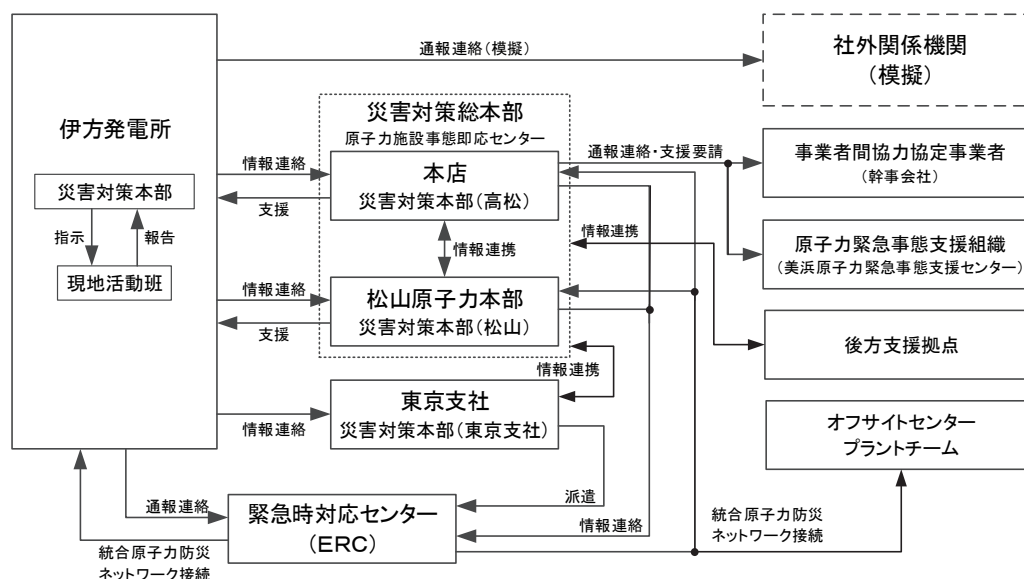 通報連絡(模擬)
社外関係機関
(模擬)
伊方発電所
災害対策本部
指示
報告
現地活動班
災害対策総本部
原子力施設事態即応センター
情報連絡
支援
本店
災害対策本部(高松)
情報連携
情報連絡
支援
松山原子力本部
災害対策本部(松山)
通報連絡・支援要請
事業者間協力協定事業者
(幹事会社)
原子力緊急事態支援組織
(美浜原子力緊急事態支援センター)
情報連携
後方支援拠点
情報連携
情報連絡
東京支社
災害対策本部(東京支社)
オフサイトセンター
プラントチーム
派遣
通報連絡
緊急時対応センター
(ERC)
情報連絡
統合原子力防災
ネットワーク接続
統合原子力防災
ネットワーク接続